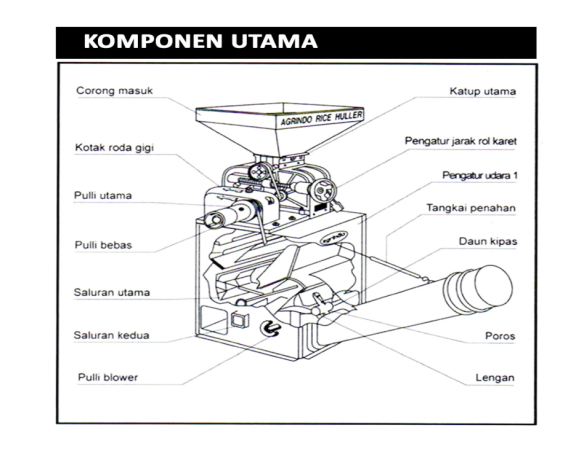 KOMPONEN UTAMA
Corong masuk
Kotak roda gigi
Pulli utama
Pulli bebas
Saluran utama
Saluran kedua
Pulli blower
AGRINDO RICE HULLER
agrindo
Katup utama
Pengatur jarak rol karet
Pengatur udara 1
Tangkai penahan
Daun kipas
Poros
Lengan